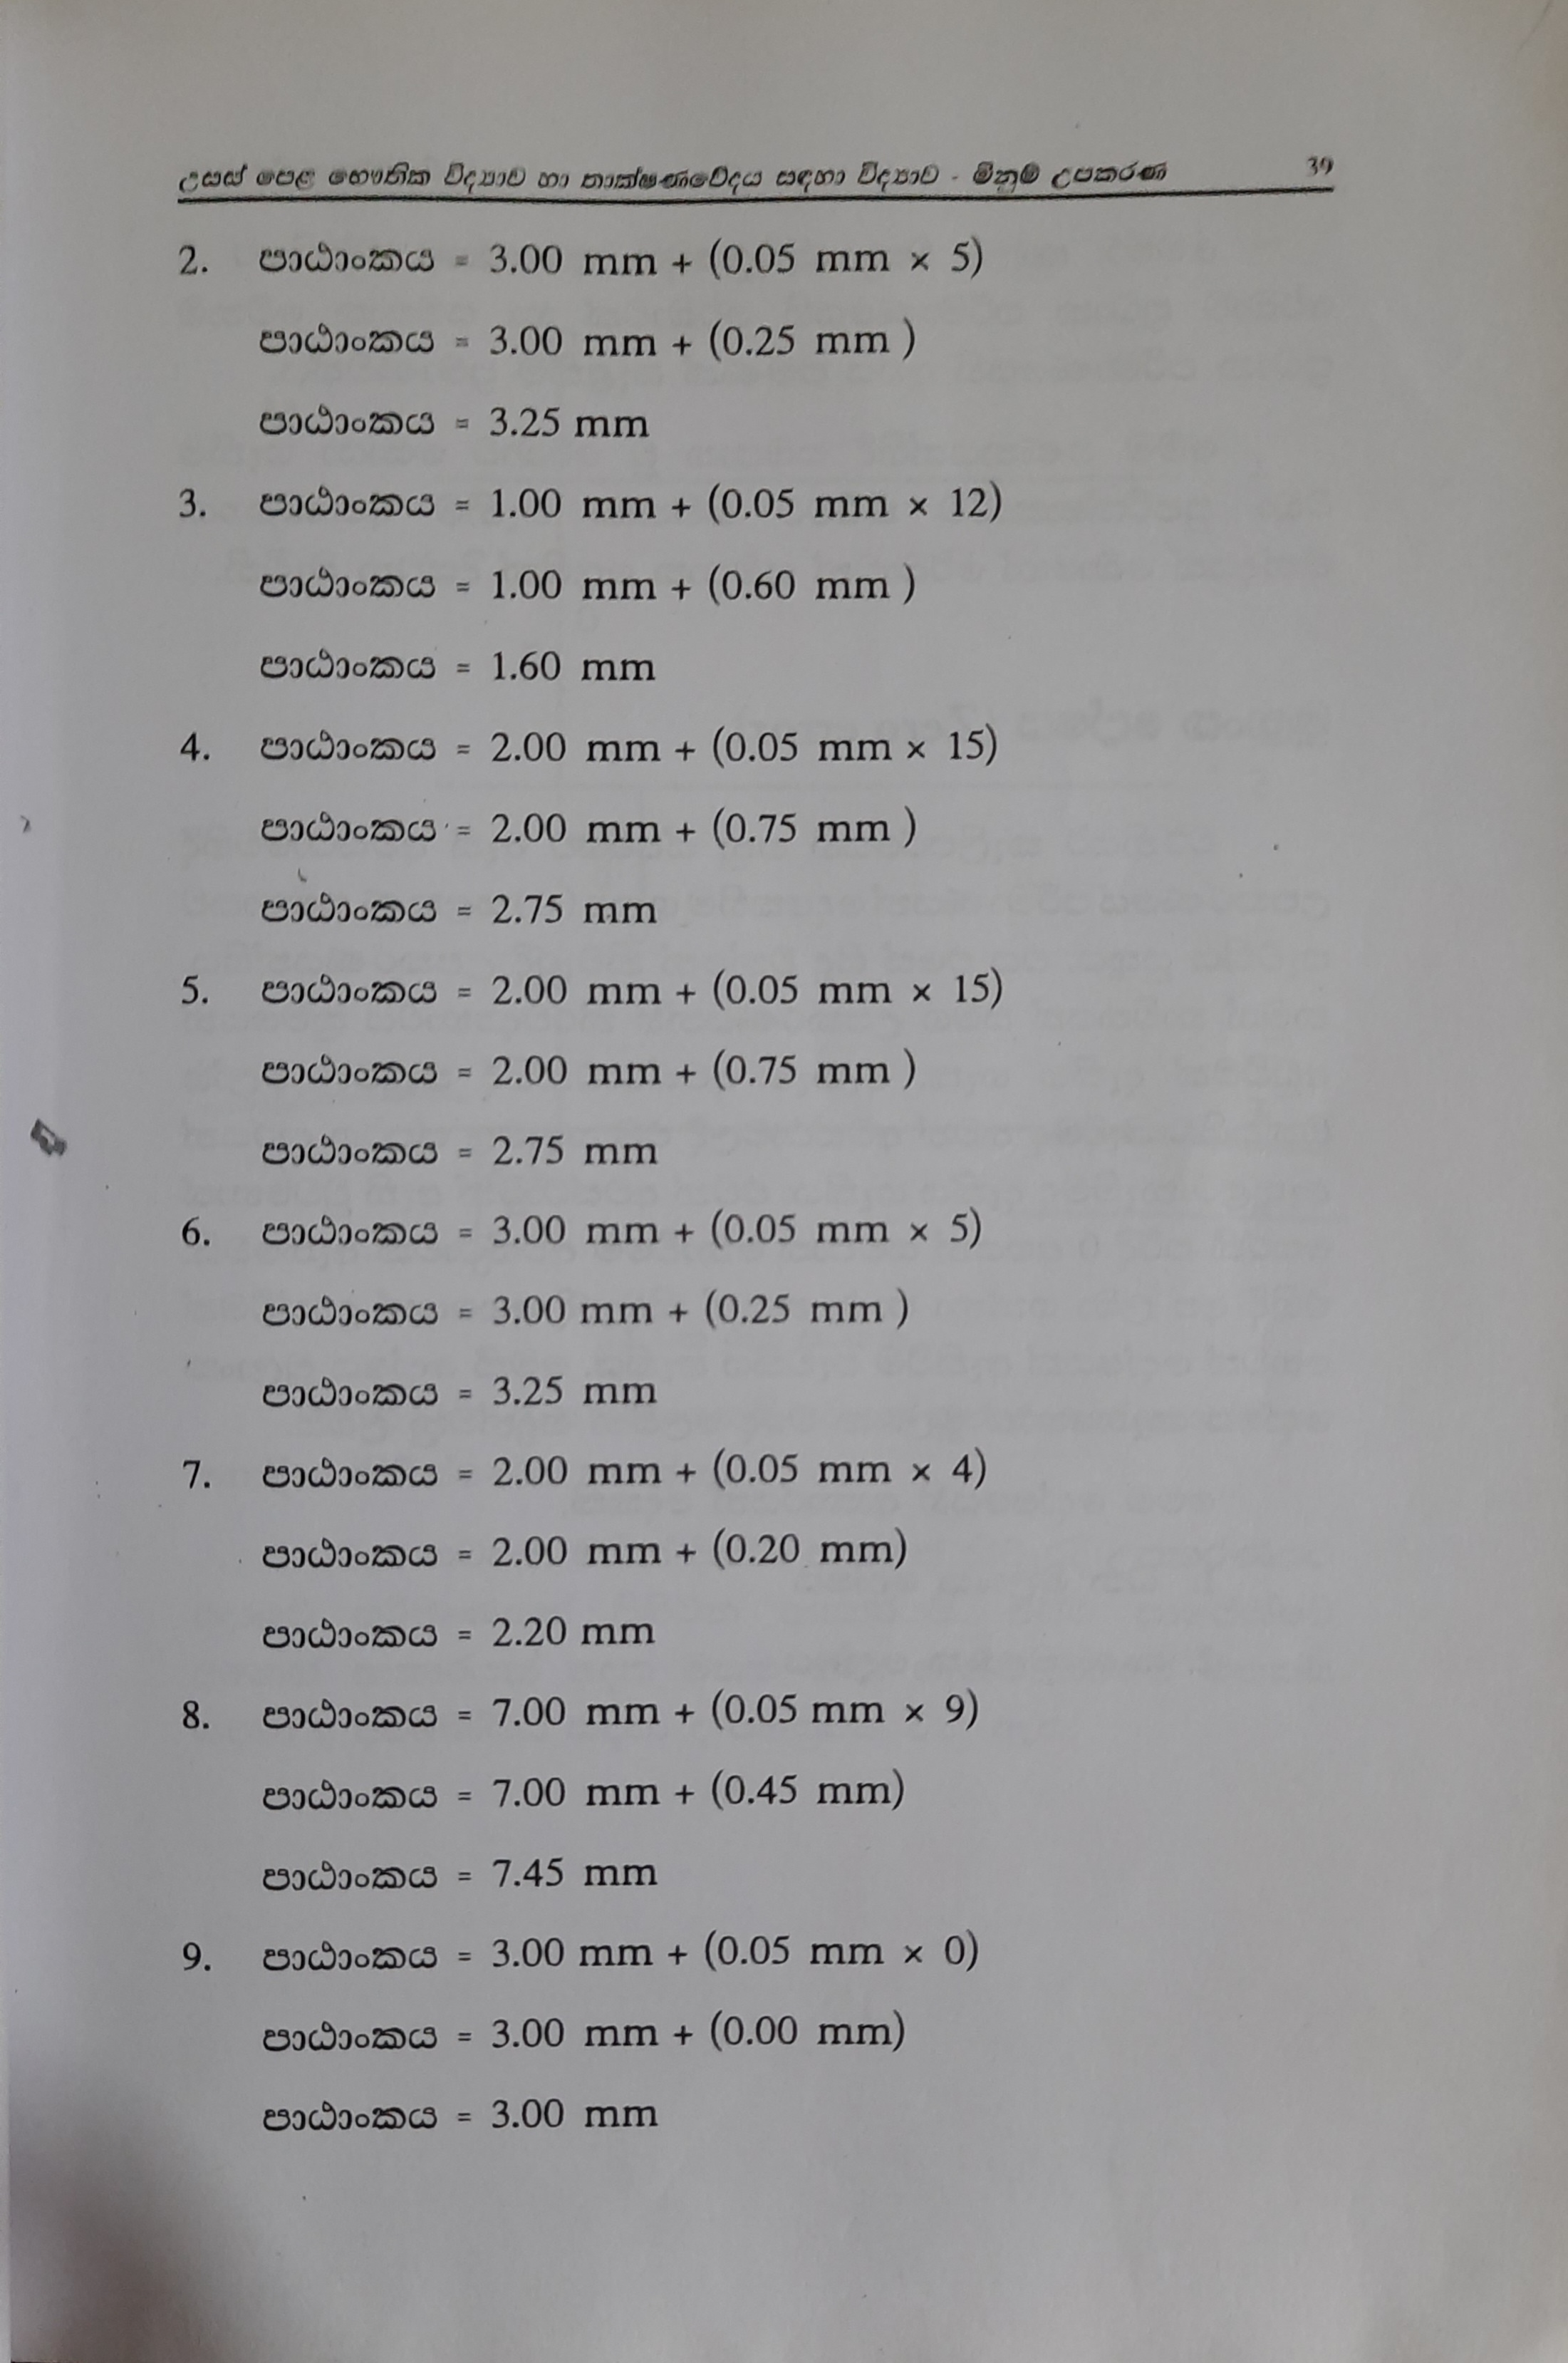 උසස් පෙළ භෞතික විද්‍යාව හා තාක්ෂණවේදය සඳහා විද්‍යාව - මිනුම් උපකරණ 39
2. පාඨාංකය = 3.00 mm + (0.05 mm × 5)
පාඨාංකය = 3.00 mm + (0.25 mm )
පාඨාංකය = 3.25 mm
3. පාඨාංකය = 1.00 mm + (0.05 mm × 12)
පාඨාංකය = 1.00 mm + (0.60 mm )
පාඨාංකය = 1.60 mm
4. පාඨාංකය = 2.00 mm + (0.05 mm × 15)
පාඨාංකය = 2.00 mm + (0.75 mm )
පාඨාංකය = 2.75 mm
5. පාඨාංකය = 2.00 mm + (0.05 mm × 15)
පාඨාංකය = 2.00 mm + (0.75 mm )
පාඨාංකය = 2.75 mm
6. පාඨාංකය = 3.00 mm + (0.05 mm × 5)
පාඨාංකය = 3.00 mm + (0.25 mm )
පාඨාංකය = 3.25 mm
7. පාඨාංකය = 2.00 mm + (0.05 mm × 4)
පාඨාංකය = 2.00 mm + (0.20 mm)
පාඨාංකය = 2.20 mm
8. පාඨාංකය = 7.00 mm + (0.05 mm × 9)
පාඨාංකය = 7.00 mm + (0.45 mm)
පාඨාංකය = 7.45 mm
9. පාඨාංකය = 3.00 mm + (0.05 mm × 0)
පාඨාංකය = 3.00 mm + (0.00 mm)
පාඨාංකය = 3.00 mm